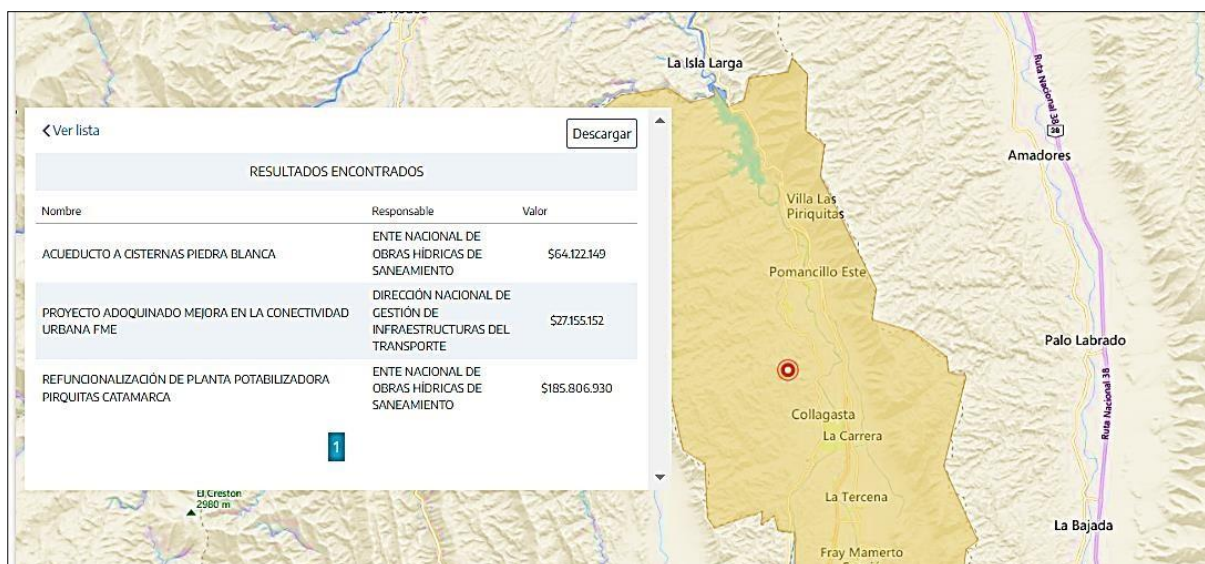 La Isla Larga
Ruta Nacional 38
38
Amadores
Ver lista
Descargar
RESULTADOS ENCONTRADOS
Nombre
Responsable
Valor
ACUEDUCTO A CISTERNAS PIEDRA BLANCA
ENTE NACIONAL DE
OBRAS HÍDRICAS DE
SANEAMIENTO
$64.122.149
PROYECTO ADOQUINADO MEJORA EN LA CONECTIVIDAD
URBANA FME
DIRECCIÓN NACIONAL DE
GESTIÓN DE
INFRAESTRUCTURAS DEL
TRANSPORTE
$27.155.152
REFUNCIONALIZACIÓN DE PLANTA POTABILIZADORA
PIRQUITAS CATAMARCA
ENTE NACIONAL DE
OBRAS HÍDRICAS DE
SANEAMIENTO
$185.806.930
1
Villa Las
Piriquitas
Pomancillo Este
Palo Labrado
Ruta Nacional 38
Collagasta
La Carrera
El Creston
2980 m
La Tercena
La Bajada
Fray Mamerto